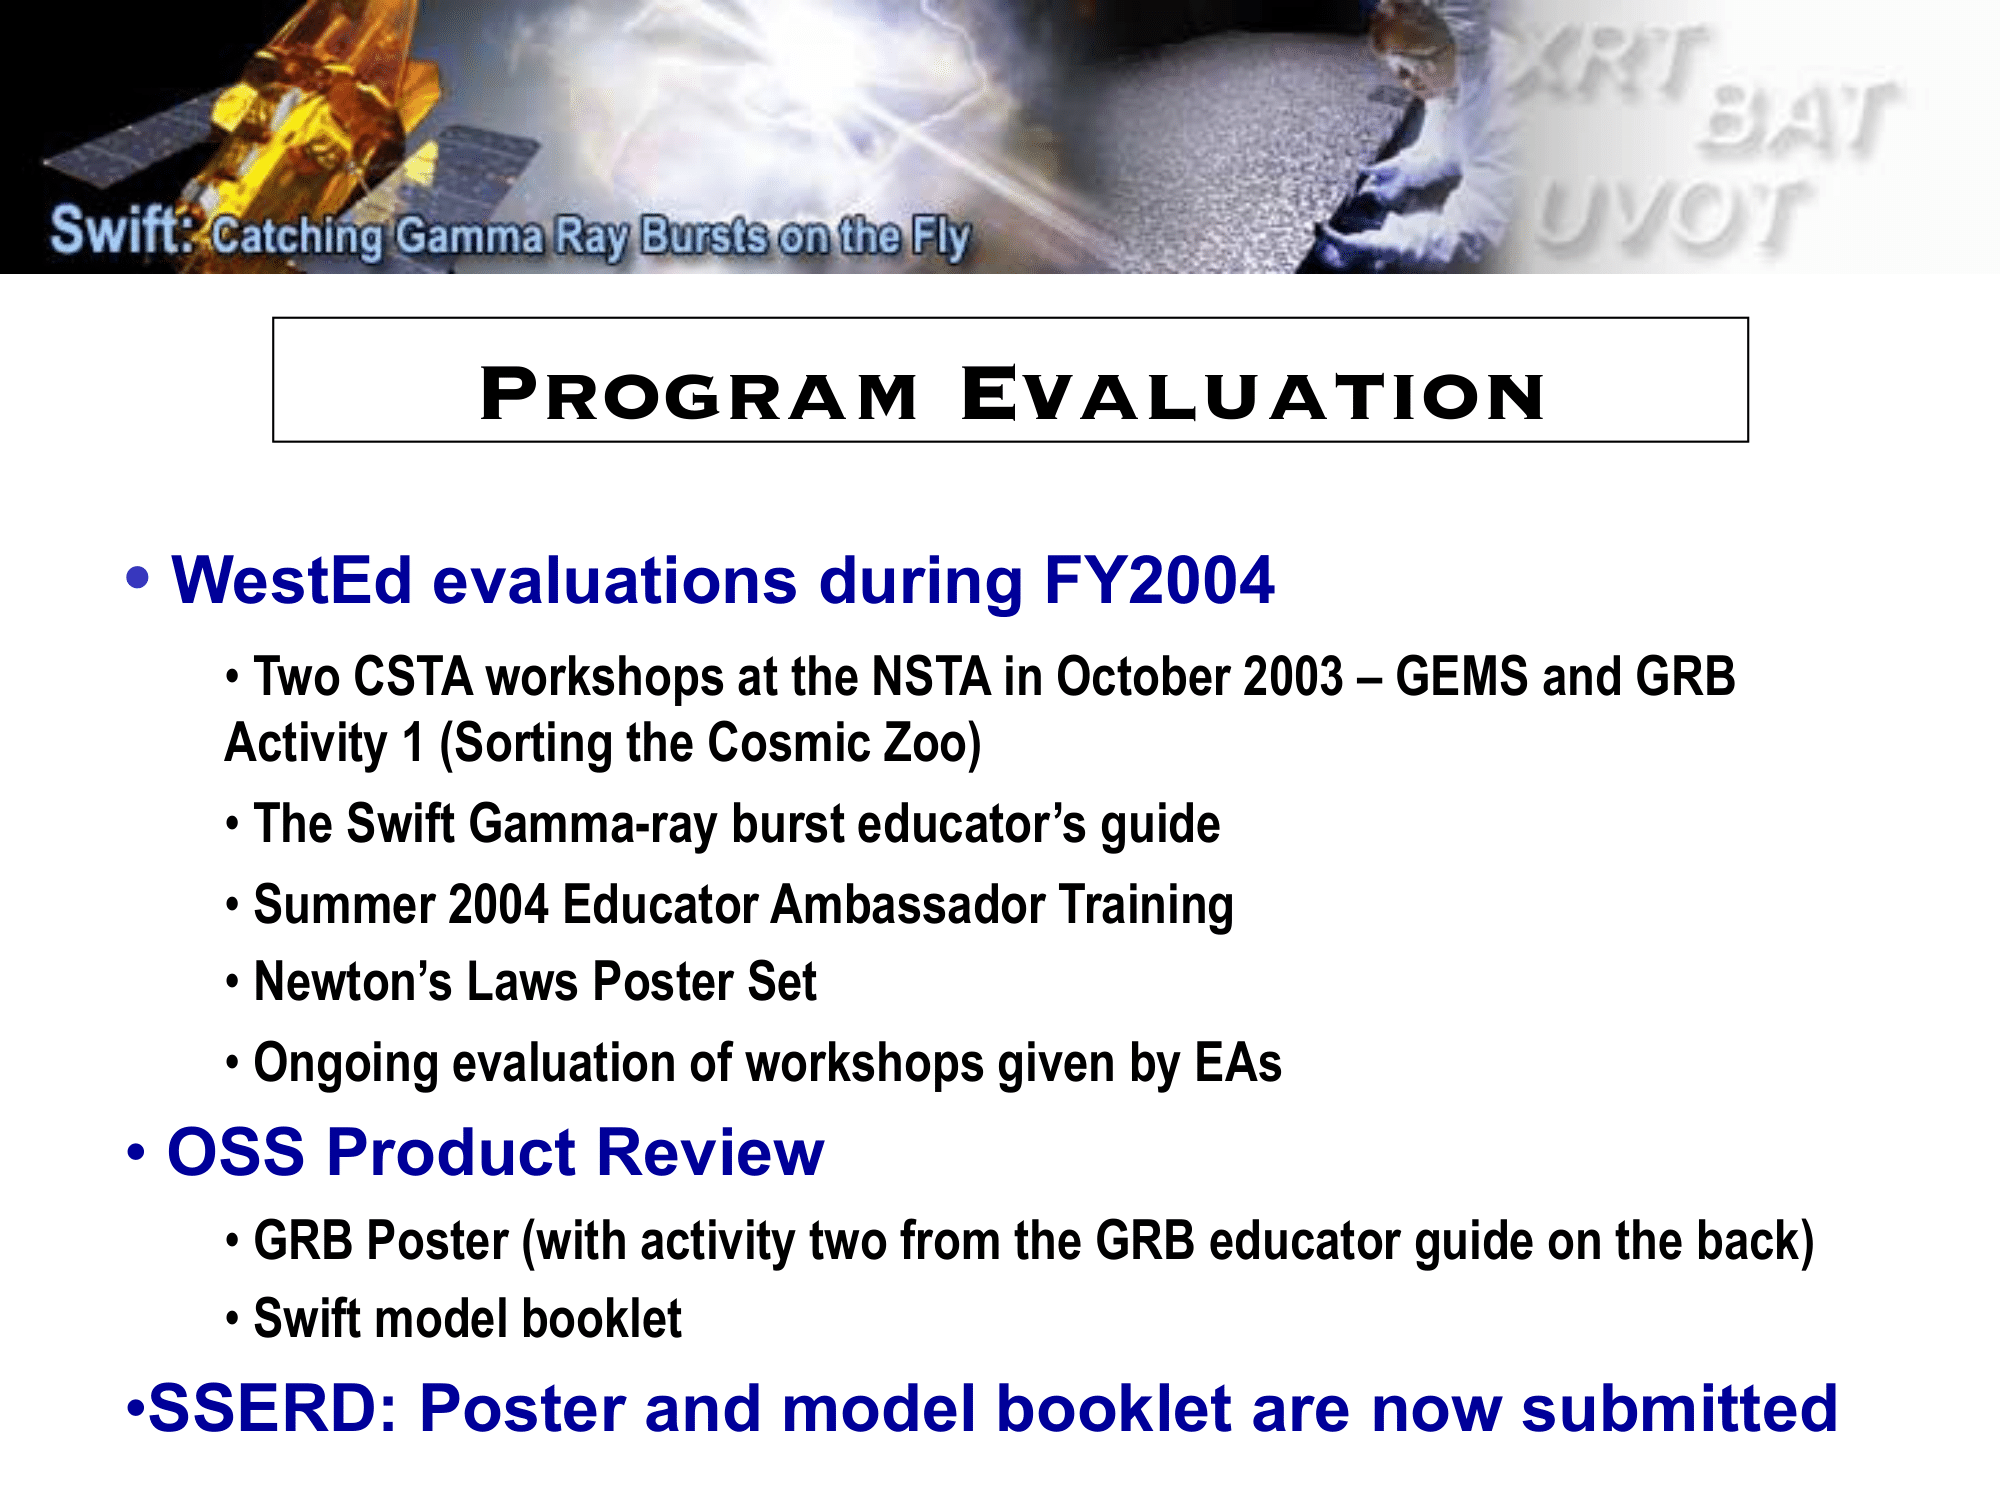 XRT
BAT
UVOT
Swift: Catching Gamma Ray Bursts on the Fly
PROGRAM EVALUATION
• WestEd evaluations during FY2004
• Two CSTA workshops at the NSTA in October 2003 – GEMS and GRB
Activity 1 (Sorting the Cosmic Zoo)
• The Swift Gamma-ray burst educator’s guide
• Summer 2004 Educator Ambassador Training
• Newton’s Laws Poster Set
• Ongoing evaluation of workshops given by EAs
• OSS Product Review
• GRB Poster (with activity two from the GRB educator guide on the back)
• Swift model booklet
•SSERD: Poster and model booklet are now submitted